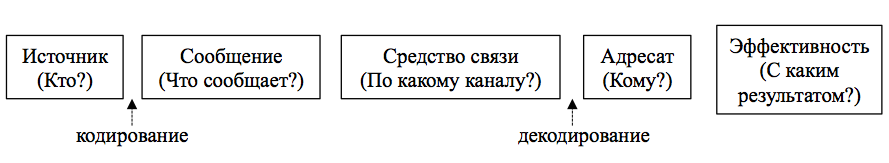 Источник
(Кто?)
Сообщение
(Что сообщает?)
Средство связи
(По какому каналу?)
Адресат
(Кому?)
Эффективность
(С каким
результатом?)
кодирование
декодирование